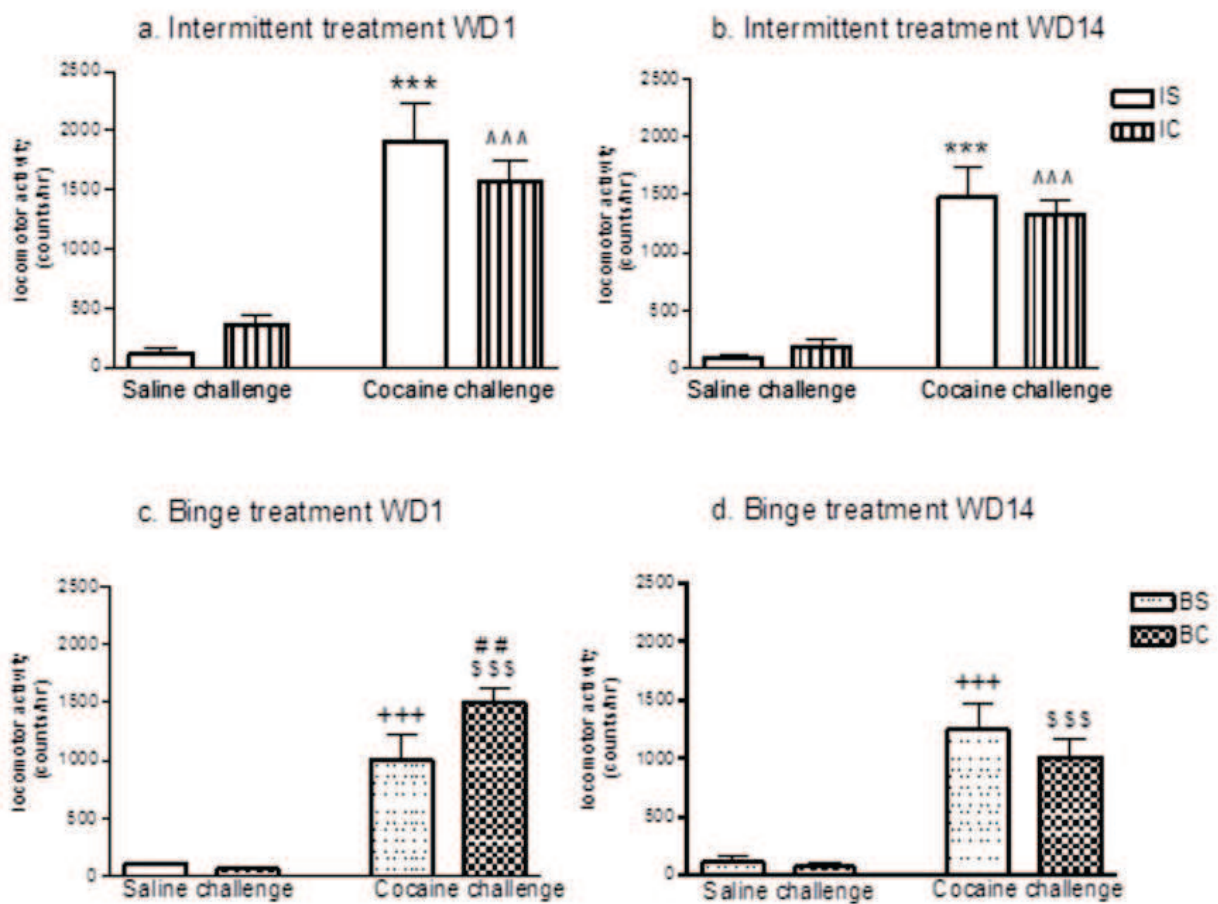 a. Intermittent treatment WD1
2500
2000
1500
1000
500
0
locomotor activity
(counts/hr)
***
^^^
Saline challenge
Cocaine challenge
b. Intermittent treatment WD14
2500
2000
1500
1000
500
0
locomotor activity
(counts/hr)
***
^^^
Saline challenge
Cocaine challenge
IS
IC
c. Binge treatment WD1
2500
2000
1500
1000
500
0
locomotor activity
(counts/hr)
+++
##
$$$
Saline challenge
Cocaine challenge
d. Binge treatment WD14
2500
2000
1500
1000
500
0
locomotor activity
(counts/hr)
+++
$$$
Saline challenge
Cocaine challenge
BS
BC